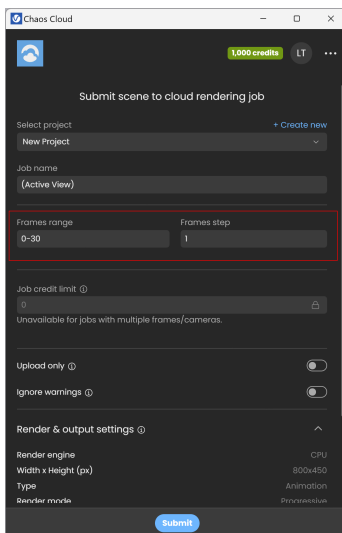 Chaos Cloud
1,000 credits
LT
Submit scene to cloud rendering job
Select project
+ Create new
New Project
Job name
(Active View)
Frames range
Frames step
0-30
1
Job credit limit
0
Unavailable for jobs with multiple frames/cameras.
Upload only
Ignore warnings
Render & output settings
Render engine
CPU
Width x Height (px)
800x450
Type
Animation
Render mode
Progressive
Submit